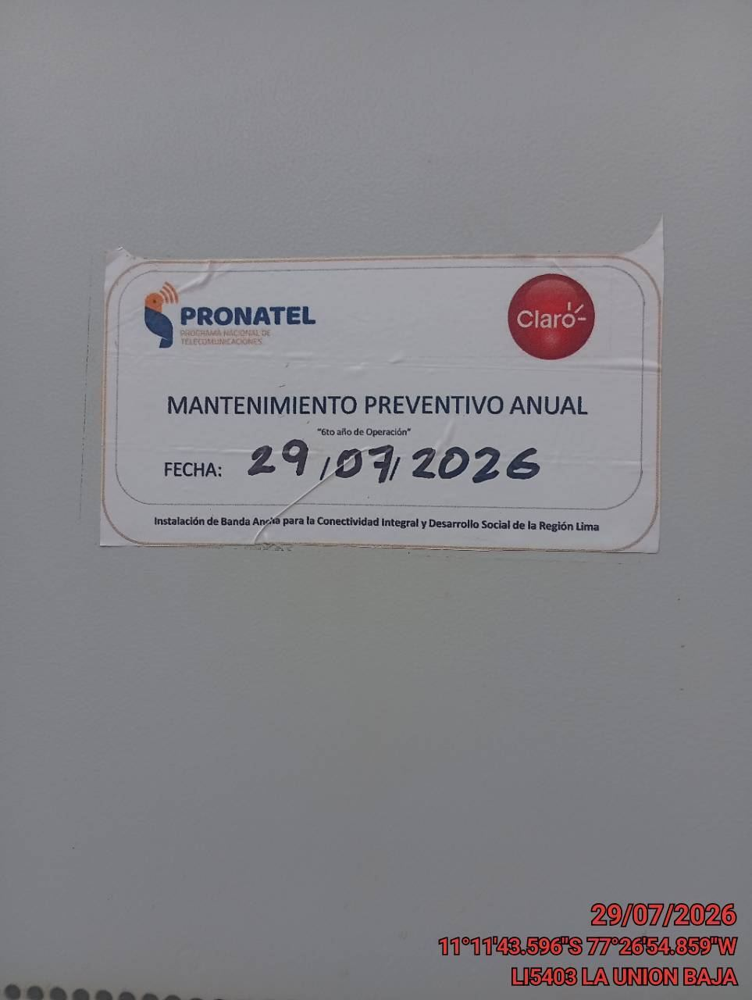 PRONATEL
PROGRAMA NACIONAL DE
TELECOMUNICACIONES
Claro
MANTENIMIENTO PREVENTIVO ANUAL
"6to año de Operación"
FECHA: 29/07/2026
Instalación de Banda Ancha para la Conectividad Integral y Desarrollo Social de la Región Lima
29/07/2026
11°11'43.596"S 77°26'54.859"W
LI5403 LA UNION BAJA